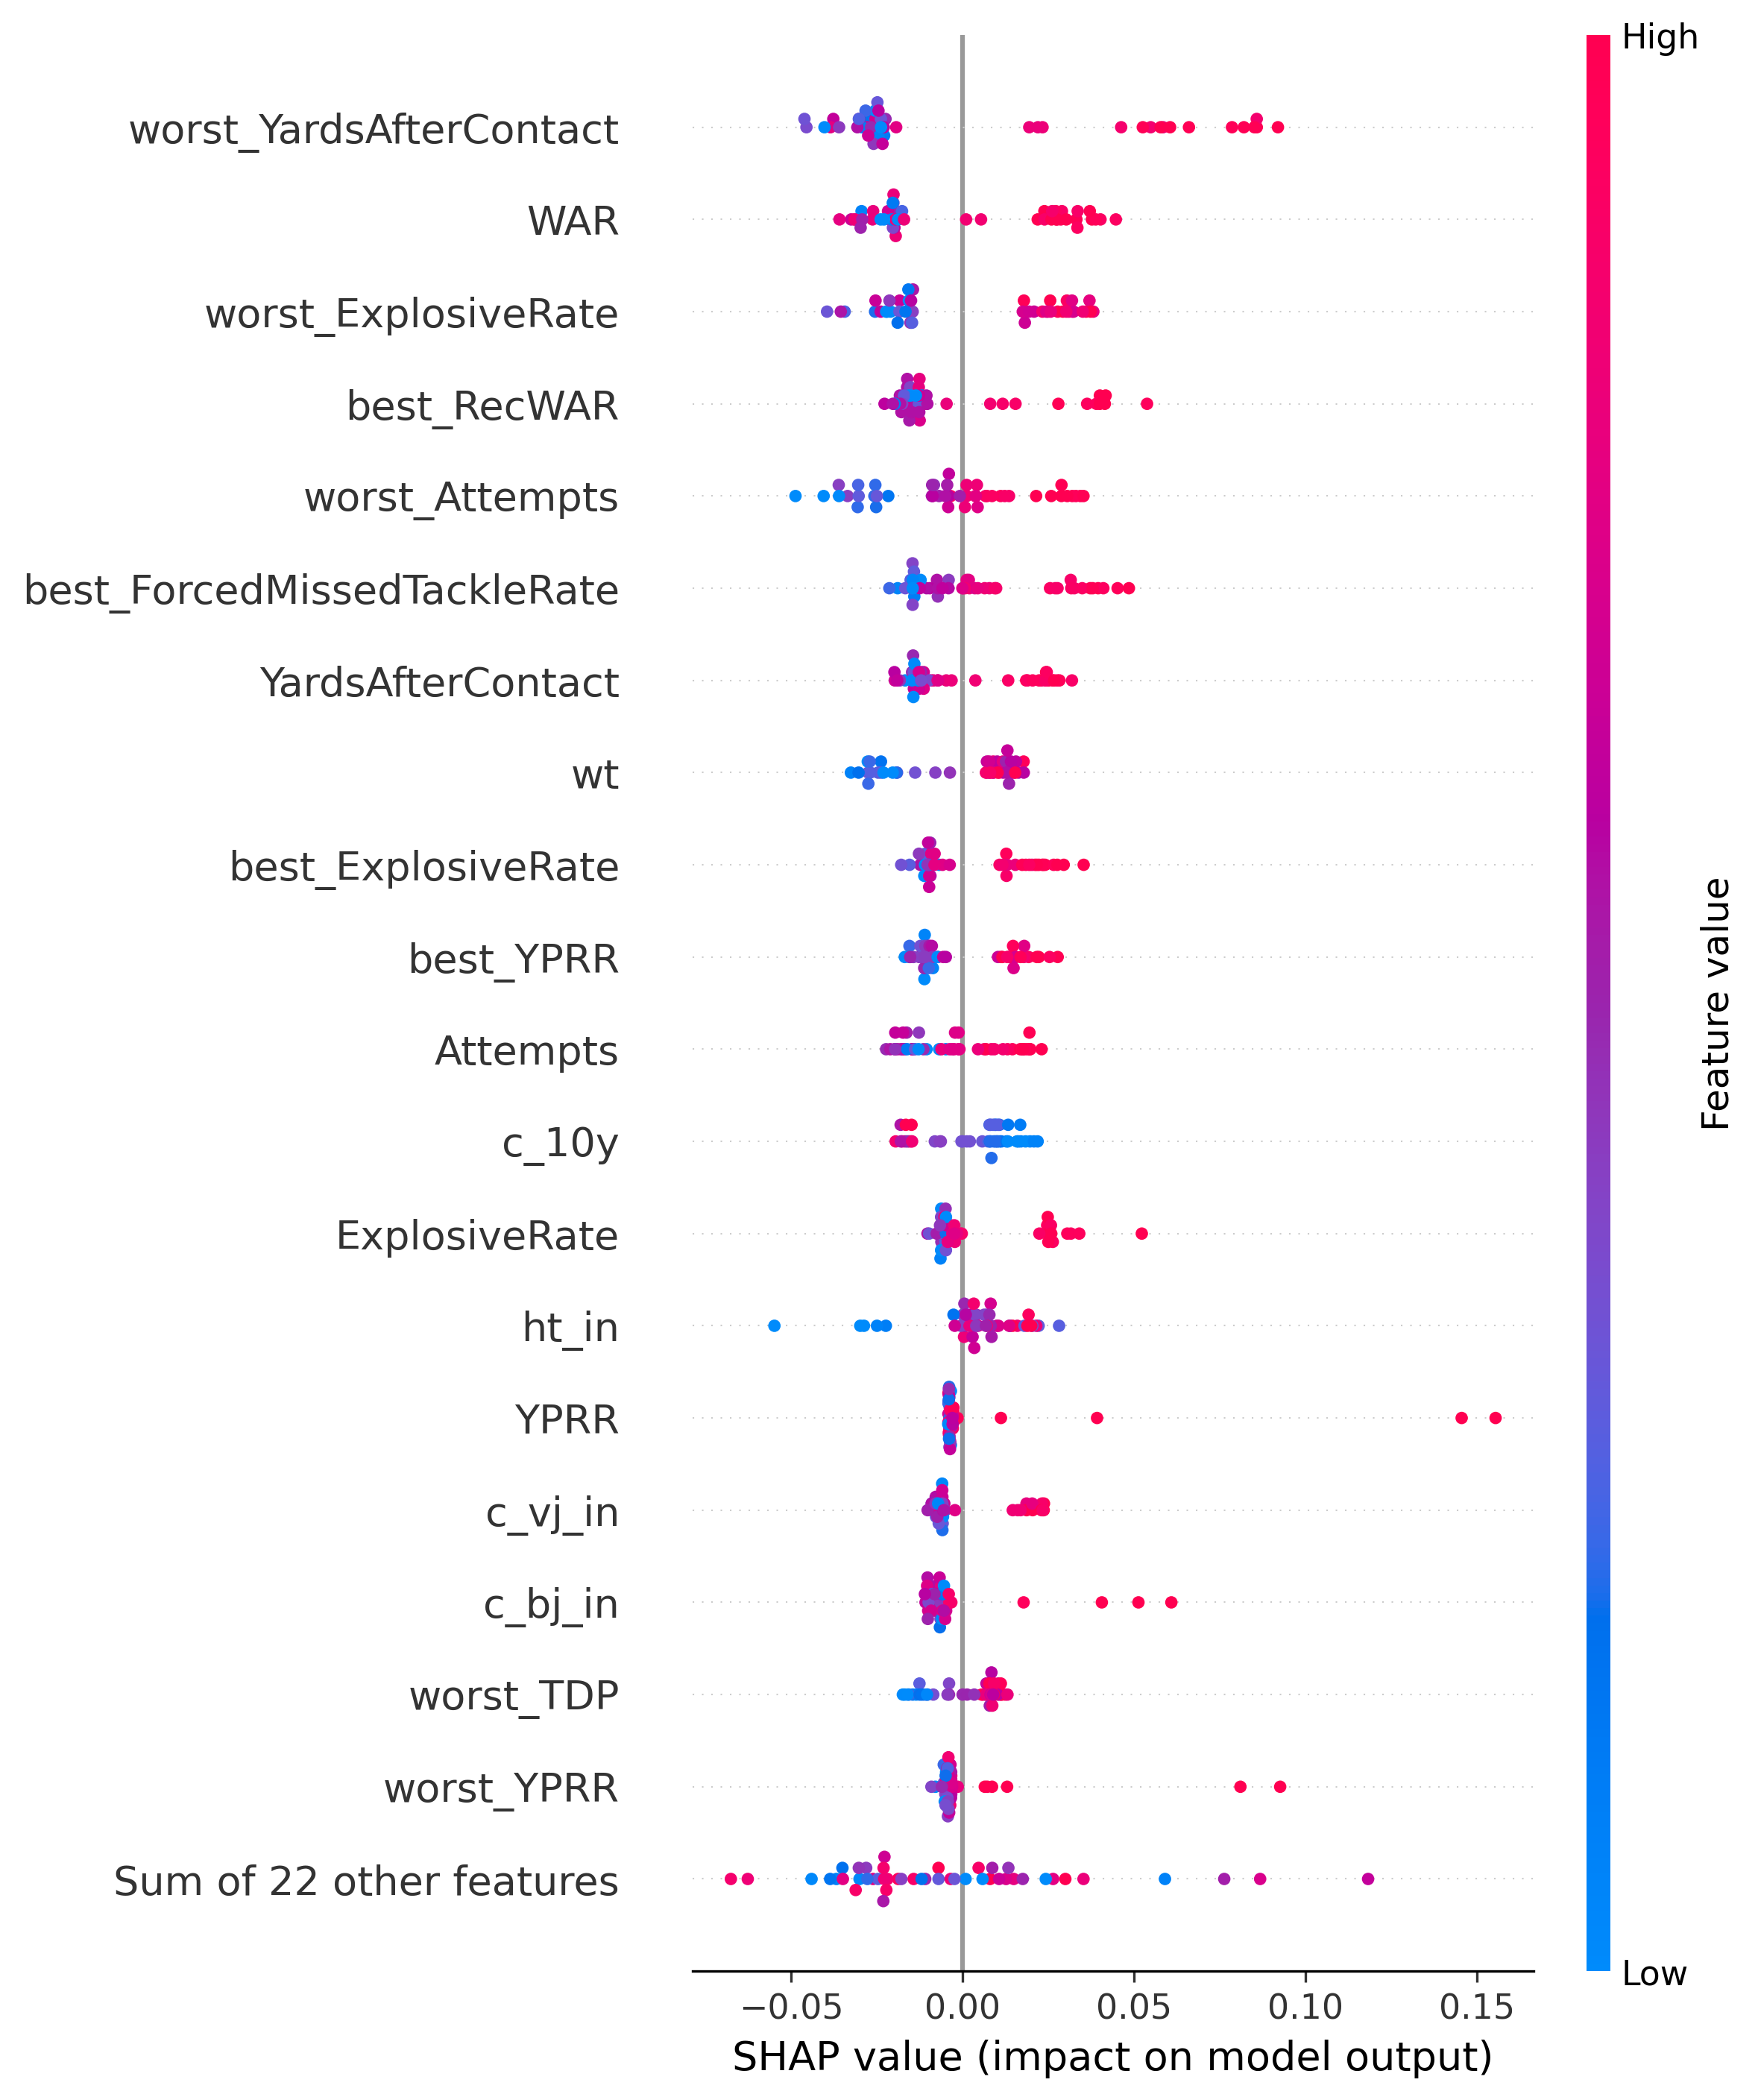 High
worst_YardsAfterContact
WAR
worst_ExplosiveRate
best_RecWAR
worst_Attempts
best_ForcedMissedTackleRate
YardsAfterContact
wt
best_ExplosiveRate
best_YPRR
Attempts
c_10y
ExplosiveRate
ht_in
YPRR
c_vj_in
c_bj_in
worst_TDP
worst_YPRR
Sum of 22 other features
Feature value
Low
−0.05 0.00 0.05 0.10 0.15
SHAP value (impact on model output)